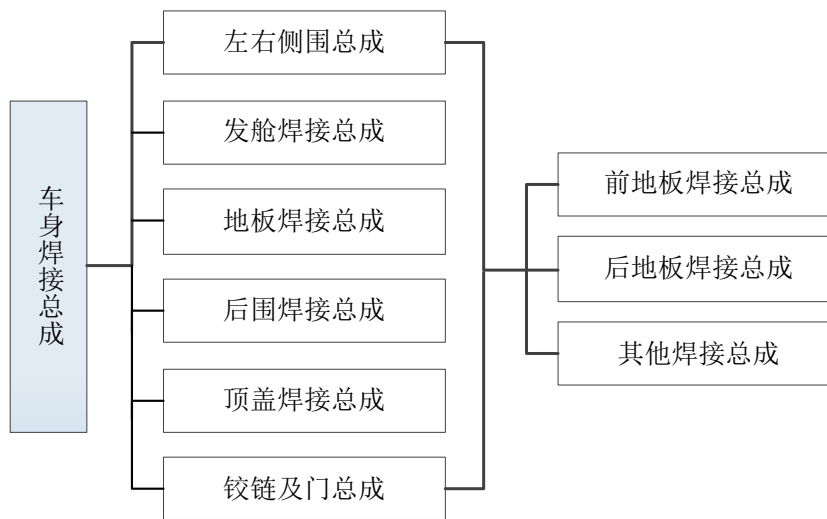 车身焊接总成
左右侧围总成
发舱焊接总成
地板焊接总成
后围焊接总成
顶盖焊接总成
铰链及门总成
前地板焊接总成
后地板焊接总成
其他焊接总成